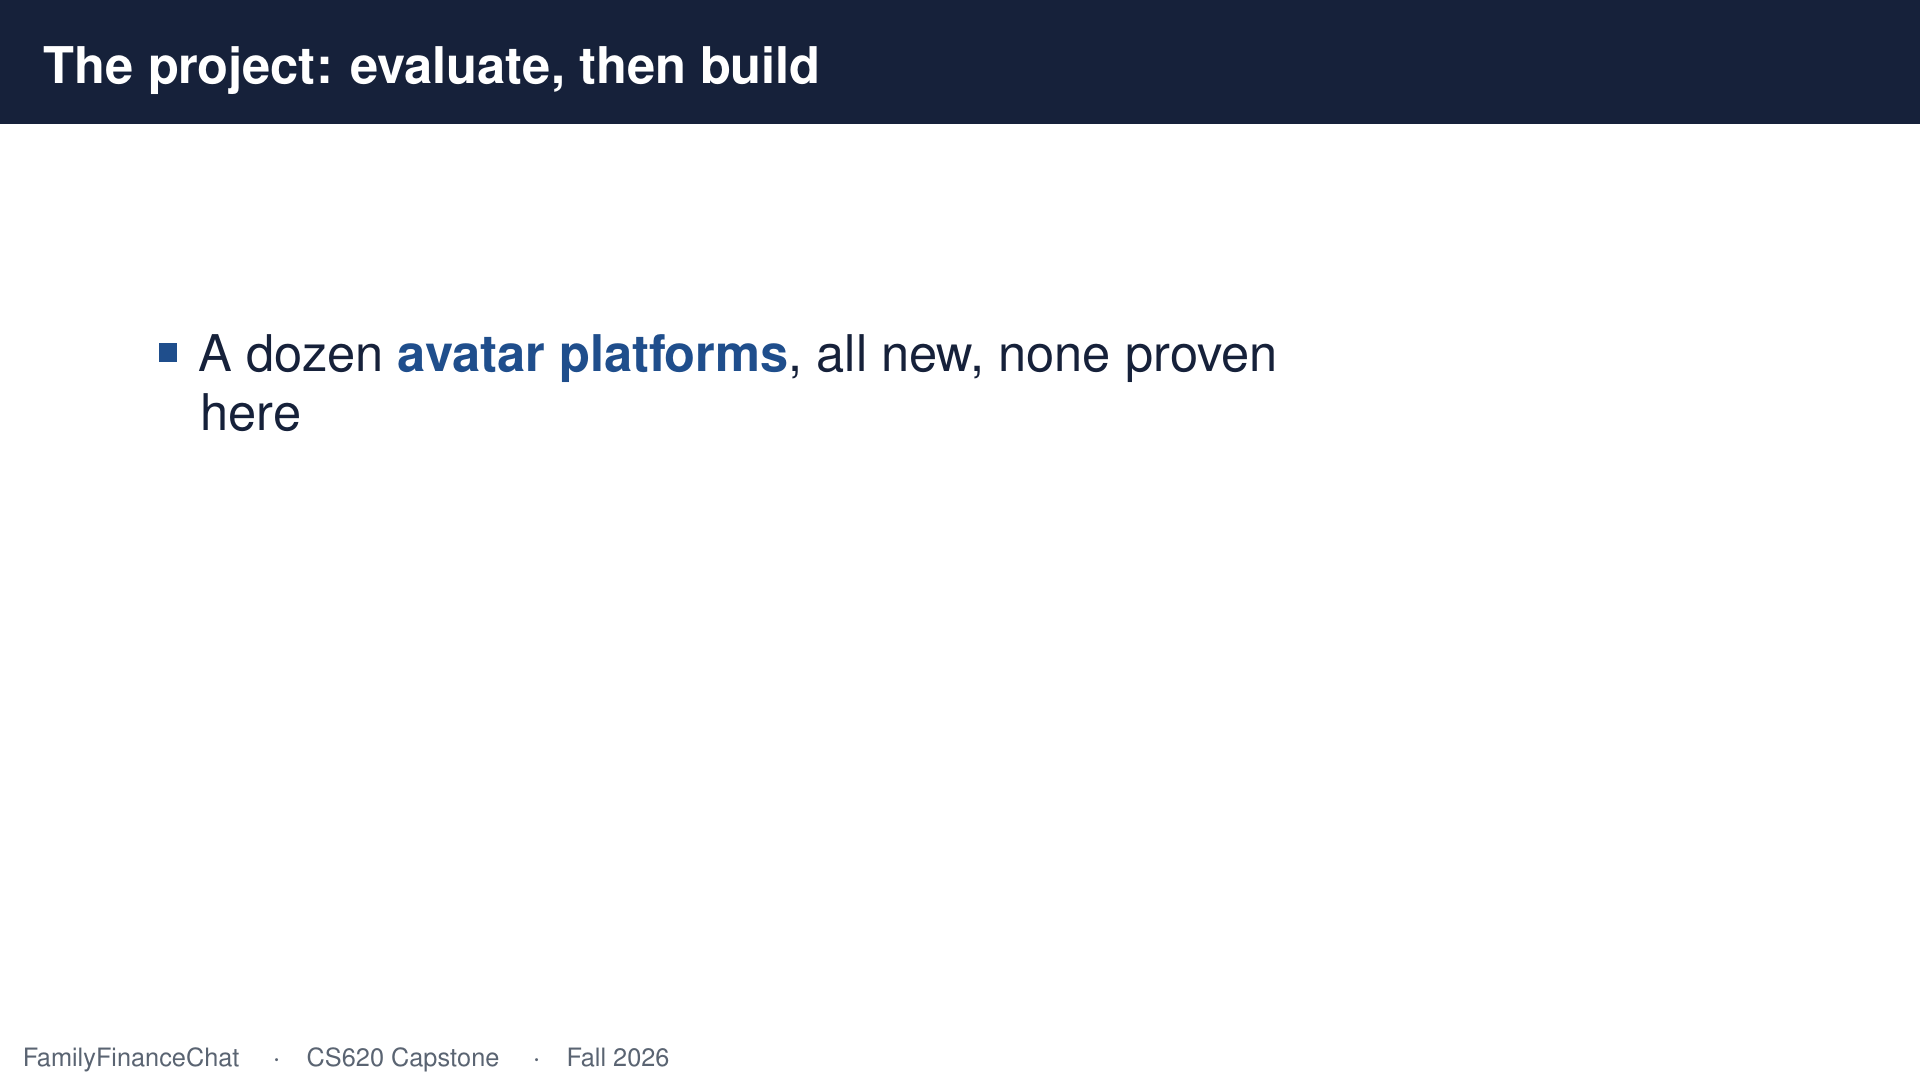 The project: evaluate, then build
■ A dozen avatar platforms, all new, none proven
here
FamilyFinanceChat · CS620 Capstone · Fall 2026